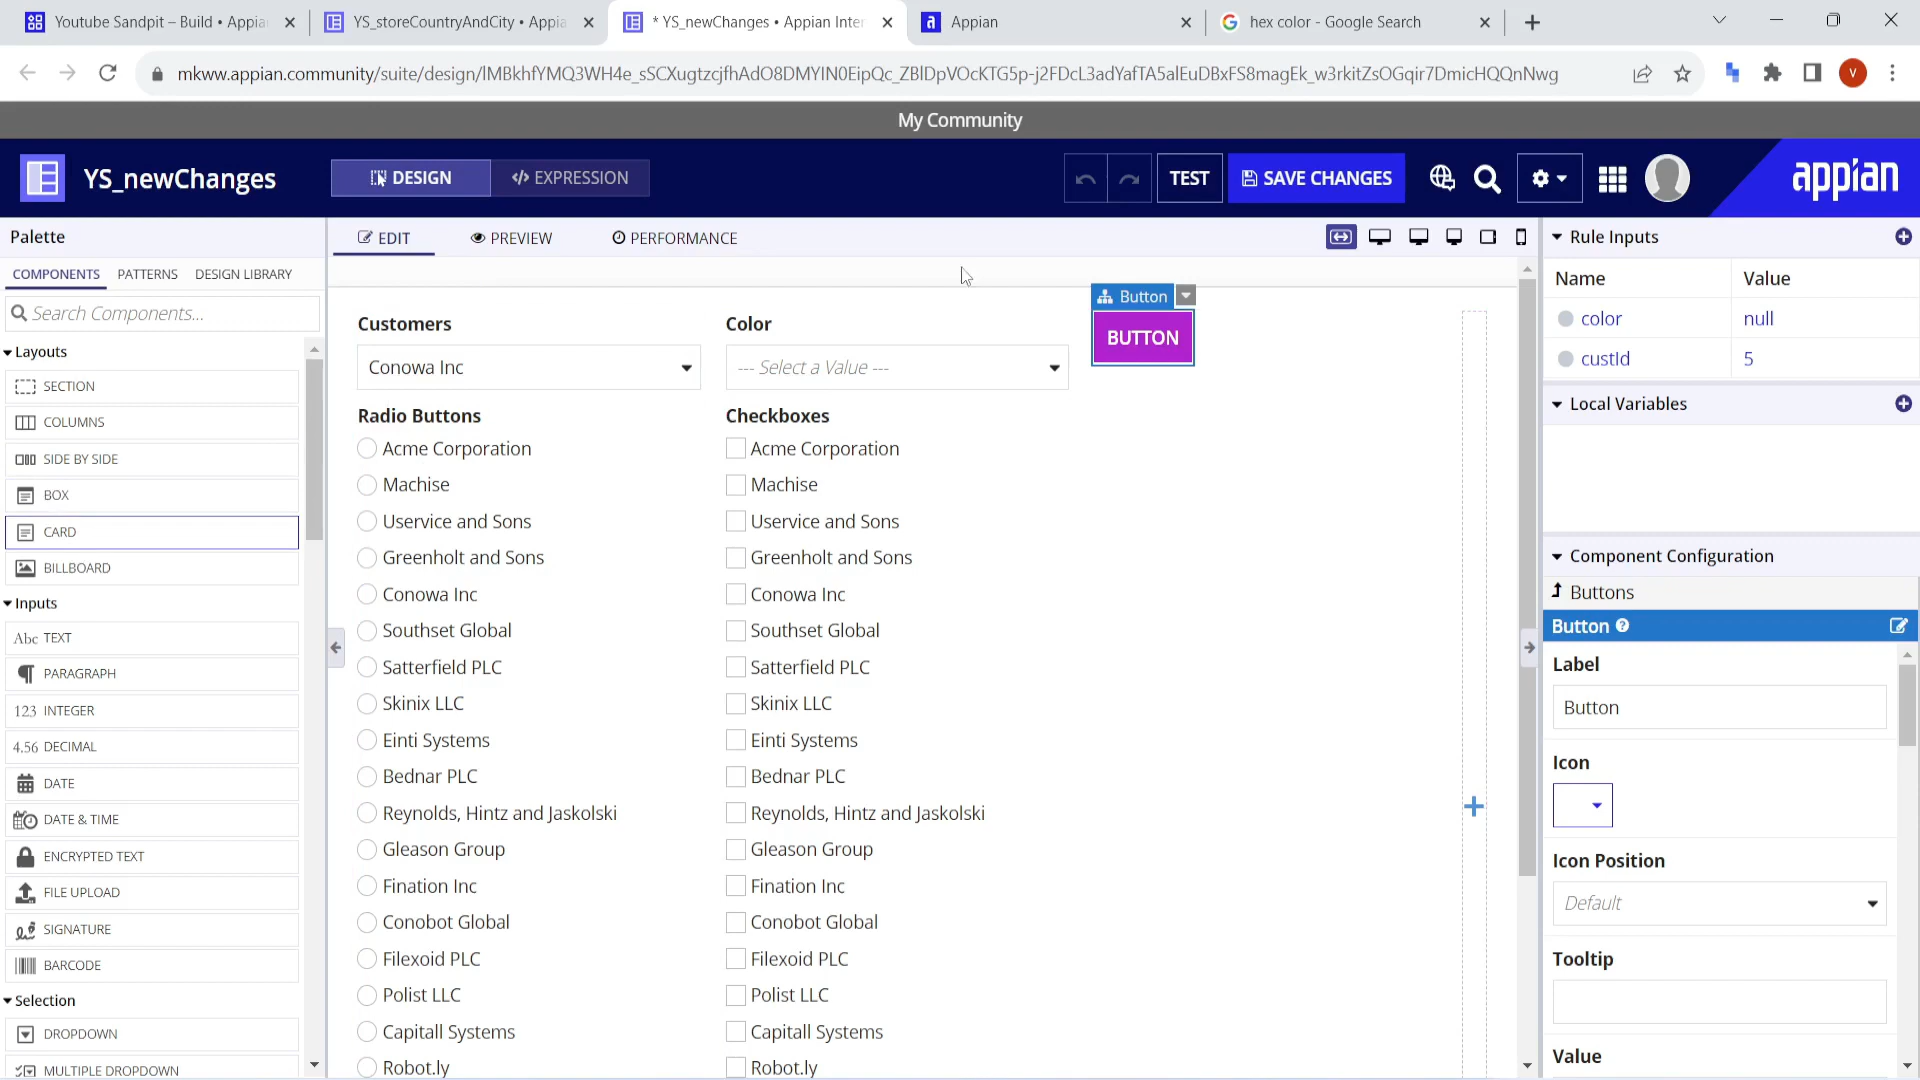 Youtube Sandpit – Build • Appia
YS_storeCountryAndCity • Appia
* YS_newChanges • Appian Inter
Appian
hex color - Google Search
mkww.appian.community/suite/design/lMBkhfYMQ3WH4e_sSCXugtzcjfhAdO8DMYIN0EipQc_ZBlDpVOcKTG5p-j2FDcL3adYafTA5alEuDBxFS8magEk_w3rkitZsOGqir7DmicHQQnNwg
V
My Community
YS_newChanges
DESIGN
</> EXPRESSION
TEST
SAVE CHANGES
appian
Palette
COMPONENTS
PATTERNS
DESIGN LIBRARY
Search Components...
Layouts
SECTION
COLUMNS
SIDE BY SIDE
BOX
CARD
BILLBOARD
Inputs
Abc TEXT
PARAGRAPH
123 INTEGER
4.56 DECIMAL
DATE
DATE & TIME
ENCRYPTED TEXT
FILE UPLOAD
SIGNATURE
BARCODE
Selection
DROPDOWN
MULTIPLE DROPDOWN
EDIT
PREVIEW
PERFORMANCE
Customers
Conowa Inc
Color
--- Select a Value ---
Button
BUTTON
Radio Buttons
Acme Corporation
Machise
Uservice and Sons
Greenholt and Sons
Conowa Inc
Southset Global
Satterfield PLC
Skinix LLC
Einti Systems
Bednar PLC
Reynolds, Hintz and Jaskolski
Gleason Group
Fination Inc
Conobot Global
Filexoid PLC
Polist LLC
Capitall Systems
Robot.ly
Checkboxes
Acme Corporation
Machise
Uservice and Sons
Greenholt and Sons
Conowa Inc
Southset Global
Satterfield PLC
Skinix LLC
Einti Systems
Bednar PLC
Reynolds, Hintz and Jaskolski
Gleason Group
Fination Inc
Conobot Global
Filexoid PLC
Polist LLC
Capitall Systems
Robot.ly
Rule Inputs
Name Value
color null
custId 5
Local Variables
Component Configuration
Buttons
Button
Label
Button
Icon
Icon Position
Default
Tooltip
Value